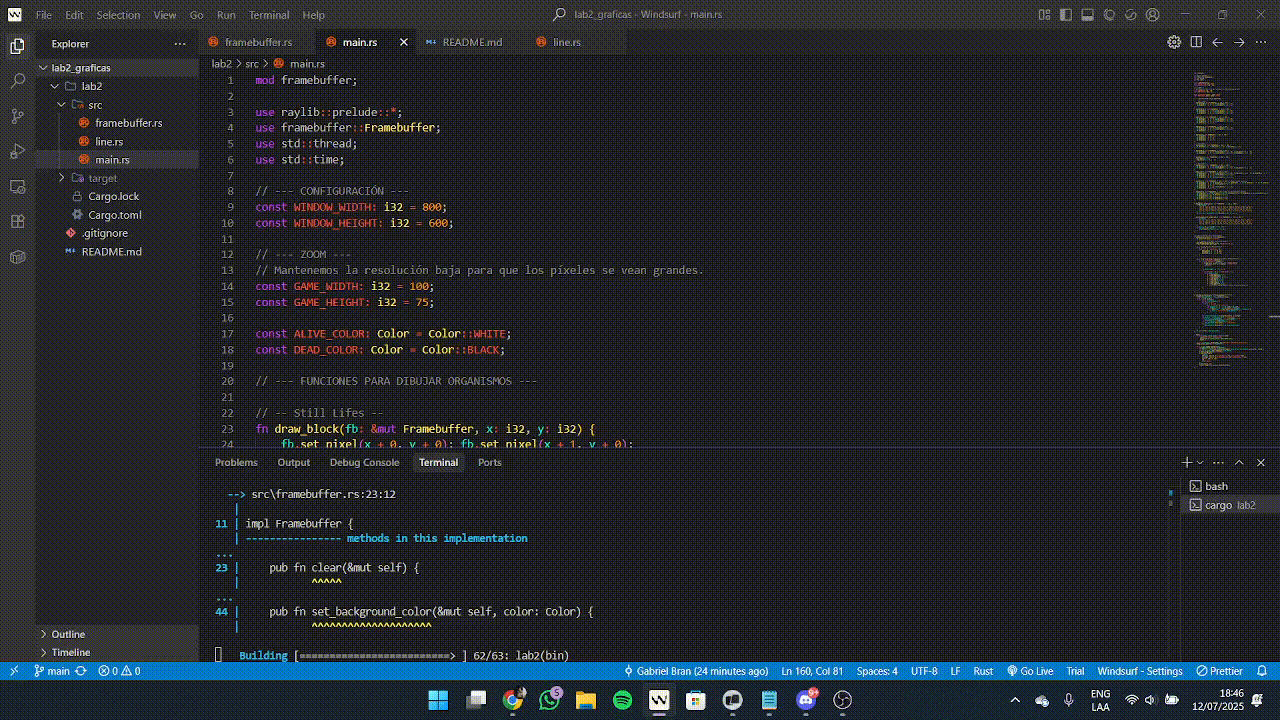 File Edit Selection View Go Run Terminal Help
lab2_graficas - Windsurf - main.rs
Explorer
lab2_graficas
lab2
src
framebuffer.rs
line.rs
main.rs
target
Cargo.lock
Cargo.toml
.gitignore
README.md
Outline
Timeline
framebuffer.rs main.rs README.md line.rs
lab2 > src > main.rs
1 mod framebuffer;
2
3 use raylib::prelude::*;
4 use framebuffer::Framebuffer;
5 use std::thread;
6 use std::time;
7
8 // --- CONFIGURACIÓN ---
9 const WINDOW_WIDTH: i32 = 800;
10 const WINDOW_HEIGHT: i32 = 600;
11
12 // --- ZOOM ---
13 // Mantenemos la resolución baja para que los píxeles se vean grandes.
14 const GAME_WIDTH: i32 = 100;
15 const GAME_HEIGHT: i32 = 75;
16
17 const ALIVE_COLOR: Color = Color::WHITE;
18 const DEAD_COLOR: Color = Color::BLACK;
19
20 // --- FUNCIONES PARA DIBUJAR ORGANISMOS ---
21
22 // -- Still Lifes --
23 fn draw_block(fb: &mut Framebuffer, x: i32, y: i32) {
24 fb.set_pixel(x + 0, y + 0); fb.set_pixel(x + 1, y + 0);
Problems Output Debug Console Terminal Ports
--> src\framebuffer.rs:23:12
|
11 | impl Framebuffer {
| ---------------- methods in this implementation
...
23 | pub fn clear(&mut self) {
| ^^^^^
...
44 | pub fn set_background_color(&mut self, color: Color) {
| ^^^^^^^^^^^^^^^^^^^^
Building [=========================> ] 62/63: lab2(bin)
bash
cargo lab2
main 0 0 Gabriel Bran (24 minutes ago) Ln 160, Col 81 Spaces: 4 UTF-8 LF Rust Go Live Trial Windsurf - Settings Prettier
5
ENG
LAA
18:46
12/07/2025